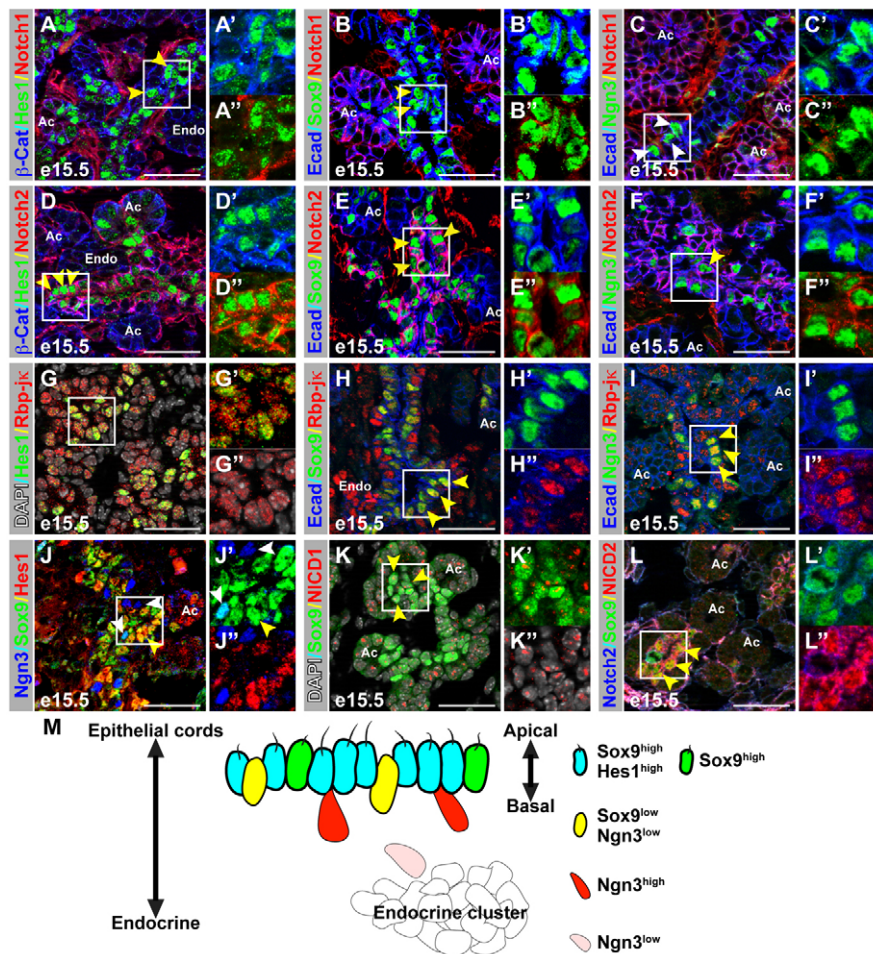 A
Ac
Endo
e15.5
β-Cat Hes1/Notch1
A'
A"
B
Ac
Ac
e15.5
Ecad Sox9/Notch1
B'
B"
C
Ac
Ac
e15.5
Ecad Ngn3/Notch1
C'
C"
D
Ac
Ac
Endo
Ac
e15.5
β-Cat Hes1/Notch2
D'
D"
E
Ac
Ac
e15.5
Ecad Sox9/Notch2
E'
E"
F
Ac
Ac
e15.5
Ecad Ngn3/Notch2
F'
F"
G
e15.5
DAPI/Hes1/Rbp-jκ
G'
G"
H
Ac
Endo
e15.5
Ecad Sox9/Rbp-jκ
H'
H"
I
Ac
Ac
Ac
e15.5
Ecad/Ngn3/Rbp-jκ
I'
I"
J
Ac
e15.5
Ngn3 Sox9/Hes1
J'
J"
K
Ac
Ac
e15.5
DAPI Sox9/NICD1
K'
K"
L
Ac
Ac
Ac
e15.5
Notch2 Sox9/NICD2
L'
L"
M
Epithelial cords
Endocrine
Apical
Basal
Endocrine cluster
Sox9high
Hes1high
Sox9high
Sox9low
Ngn3low
Ngn3high
Ngn3low